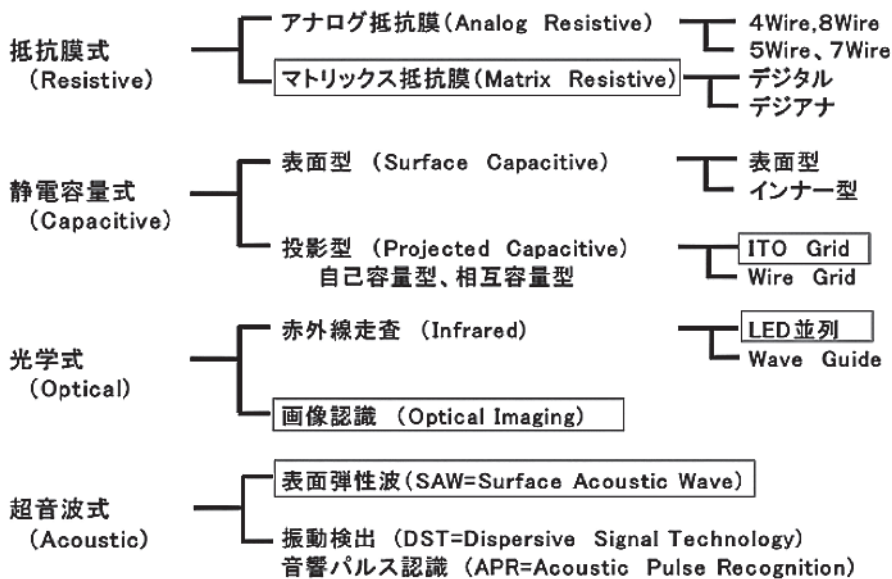 抵抗膜式
(Resistive)
アナログ抵抗膜(Analog Resistive)
4Wire,8Wire
5Wire、7Wire
マトリックス抵抗膜(Matrix Resistive)
デジタル
デジアナ
静電容量式
(Capacitive)
表面型 (Surface Capacitive)
表面型
インナー型
投影型 (Projected Capacitive)
自己容量型、相互容量型
ITO Grid
Wire Grid
光学式
(Optical)
赤外線走査 (Infrared)
LED並列
Wave Guide
画像認識 (Optical Imaging)
超音波式
(Acoustic)
表面弾性波(SAW=Surface Acoustic Wave)
振動検出 (DST=Dispersive Signal Technology)
音響パルス認識 (APR=Acoustic Pulse Recognition)